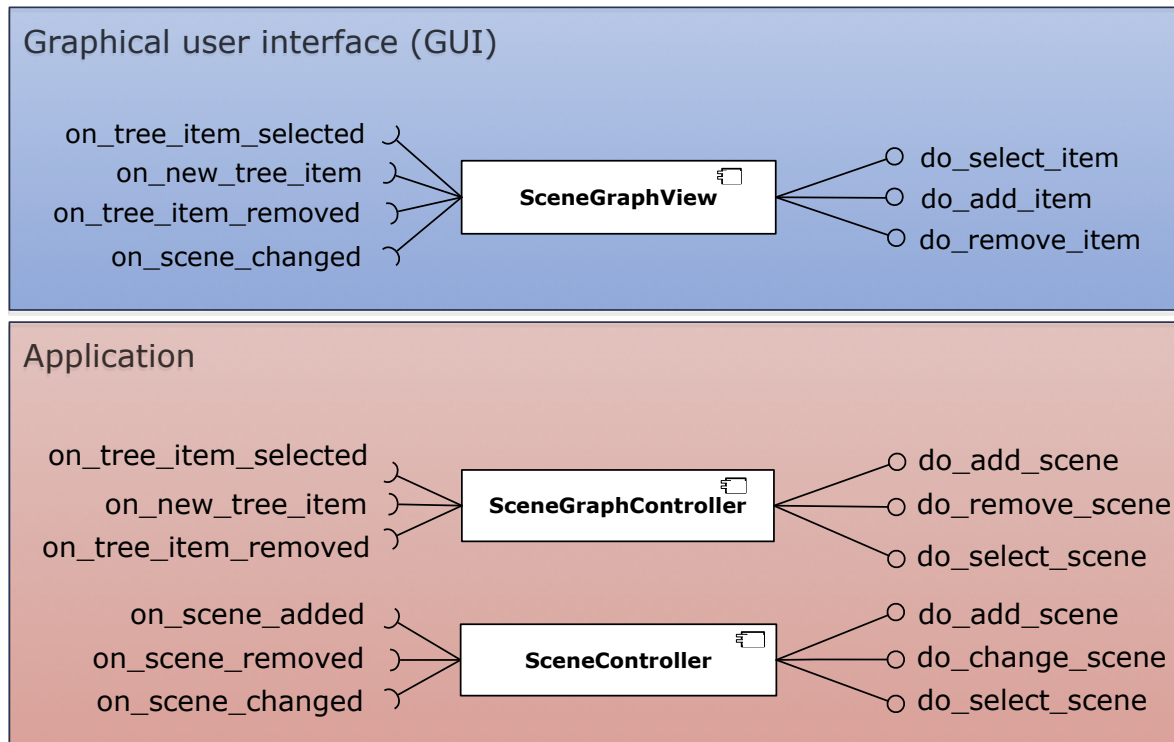 Graphical user interface (GUI)
on_tree_item_selected
on_new_tree_item
on_tree_item_removed
on_scene_changed
SceneGraphView
do_select_item
do_add_item
do_remove_item
Application
on_tree_item_selected
on_new_tree_item
on_tree_item_removed
SceneGraphController
do_add_scene
do_remove_scene
do_select_scene
on_scene_added
on_scene_removed
on_scene_changed
SceneController
do_add_scene
do_change_scene
do_select_scene